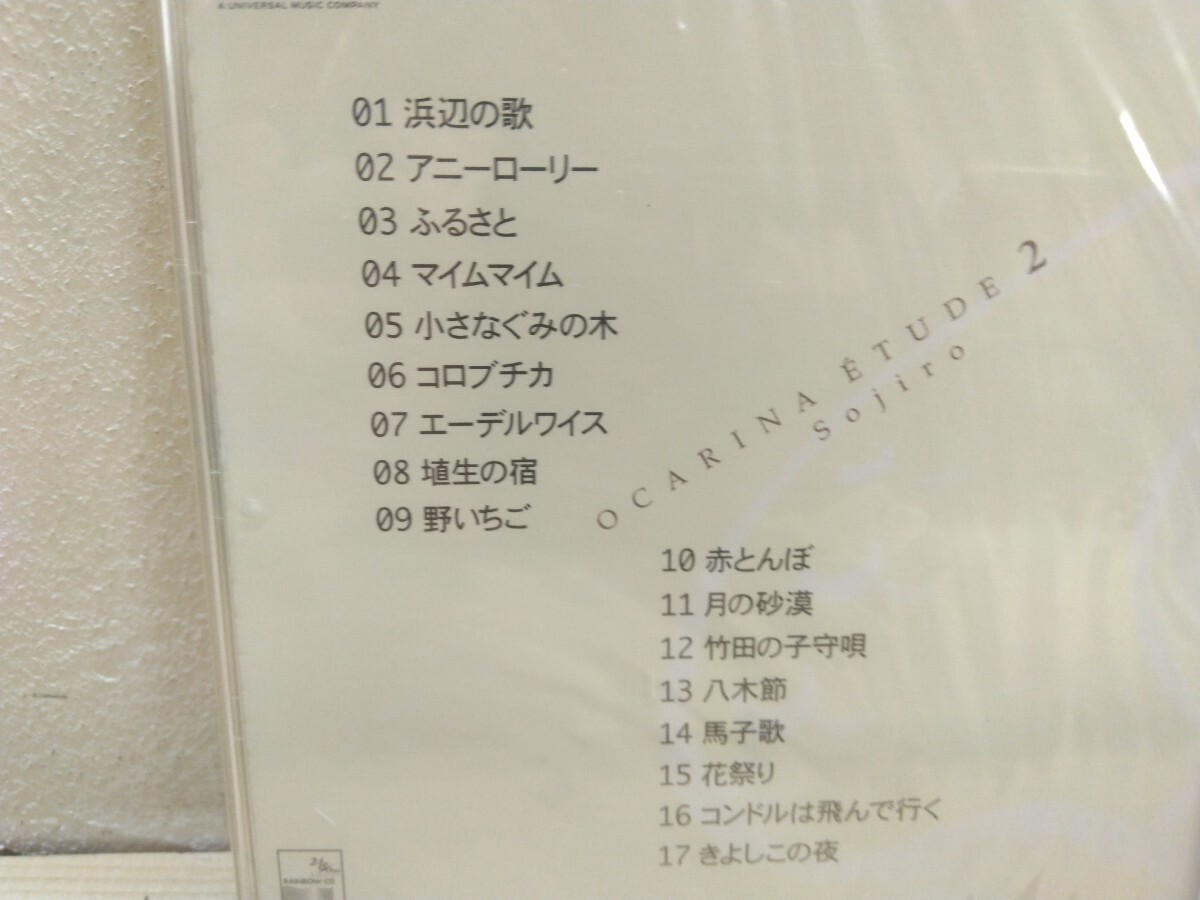 A UNIVERSAL MUSIC COMPANY
01 浜辺の歌
02 アニーローリー
03 ふるさと
04 マイムマイム
05 小さなぐみの木
06 コロブチカ
07 エーデルワイス
08 埴生の宿
09 野いちご
OCARINA ÉTUDE 2
Sojiro
10 赤とんぼ
11 月の砂漠
12 竹田の子守唄
13 八木節
14 馬子歌
15 花祭り
16 コンドルは飛んで行く
17 きよしこの夜
RAINBOW CD